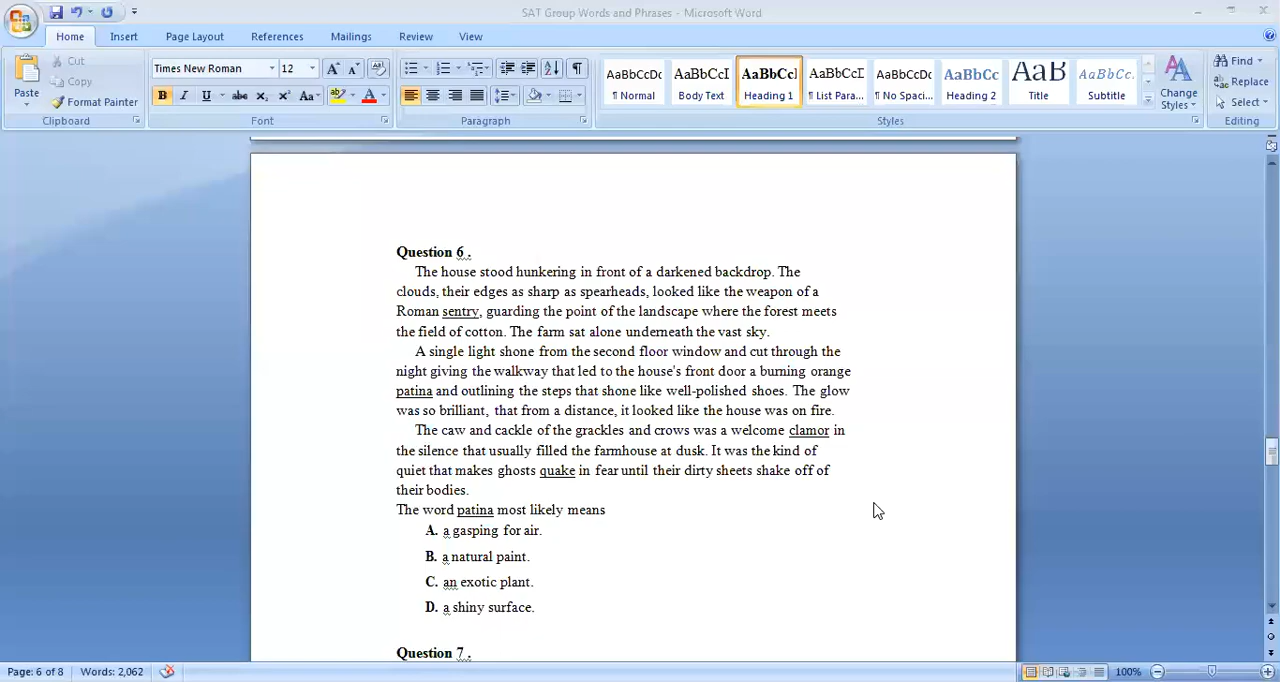 SAT Group Words and Phrases - Microsoft Word
Home Insert Page Layout References Mailings Review View
Paste
Cut
Copy
Format Painter
Clipboard
Times New Roman 12
B I U abc X₂ X² Aa
Font
Paragraph
AaBbCcDc AaBbCcI AaBbCcI AaBbCcI AaBbCcDc AaBbCc AaB AaBbCc.
¶ Normal Body Text Heading 1 ¶ List Para... ¶ No Spaci... Heading 2 Title Subtitle
Change Styles
Styles
Find
Replace
Select
Editing
Question 6 .
The house stood hunkering in front of a darkened backdrop. The
clouds, their edges as sharp as spearheads, looked like the weapon of a
Roman sentry, guarding the point of the landscape where the forest meets
the field of cotton. The farm sat alone underneath the vast sky.
A single light shone from the second floor window and cut through the
night giving the walkway that led to the house's front door a burning orange
patina and outlining the steps that shone like well-polished shoes. The glow
was so brilliant, that from a distance, it looked like the house was on fire.
The caw and cackle of the grackles and crows was a welcome clamor in
the silence that usually filled the farmhouse at dusk. It was the kind of
quiet that makes ghosts quake in fear until their dirty sheets shake off of
their bodies.
The word patina most likely means
A. a gasping for air.
B. a natural paint.
C. an exotic plant.
D. a shiny surface.
Question 7 .
Page: 6 of 8 Words: 2,062 100%